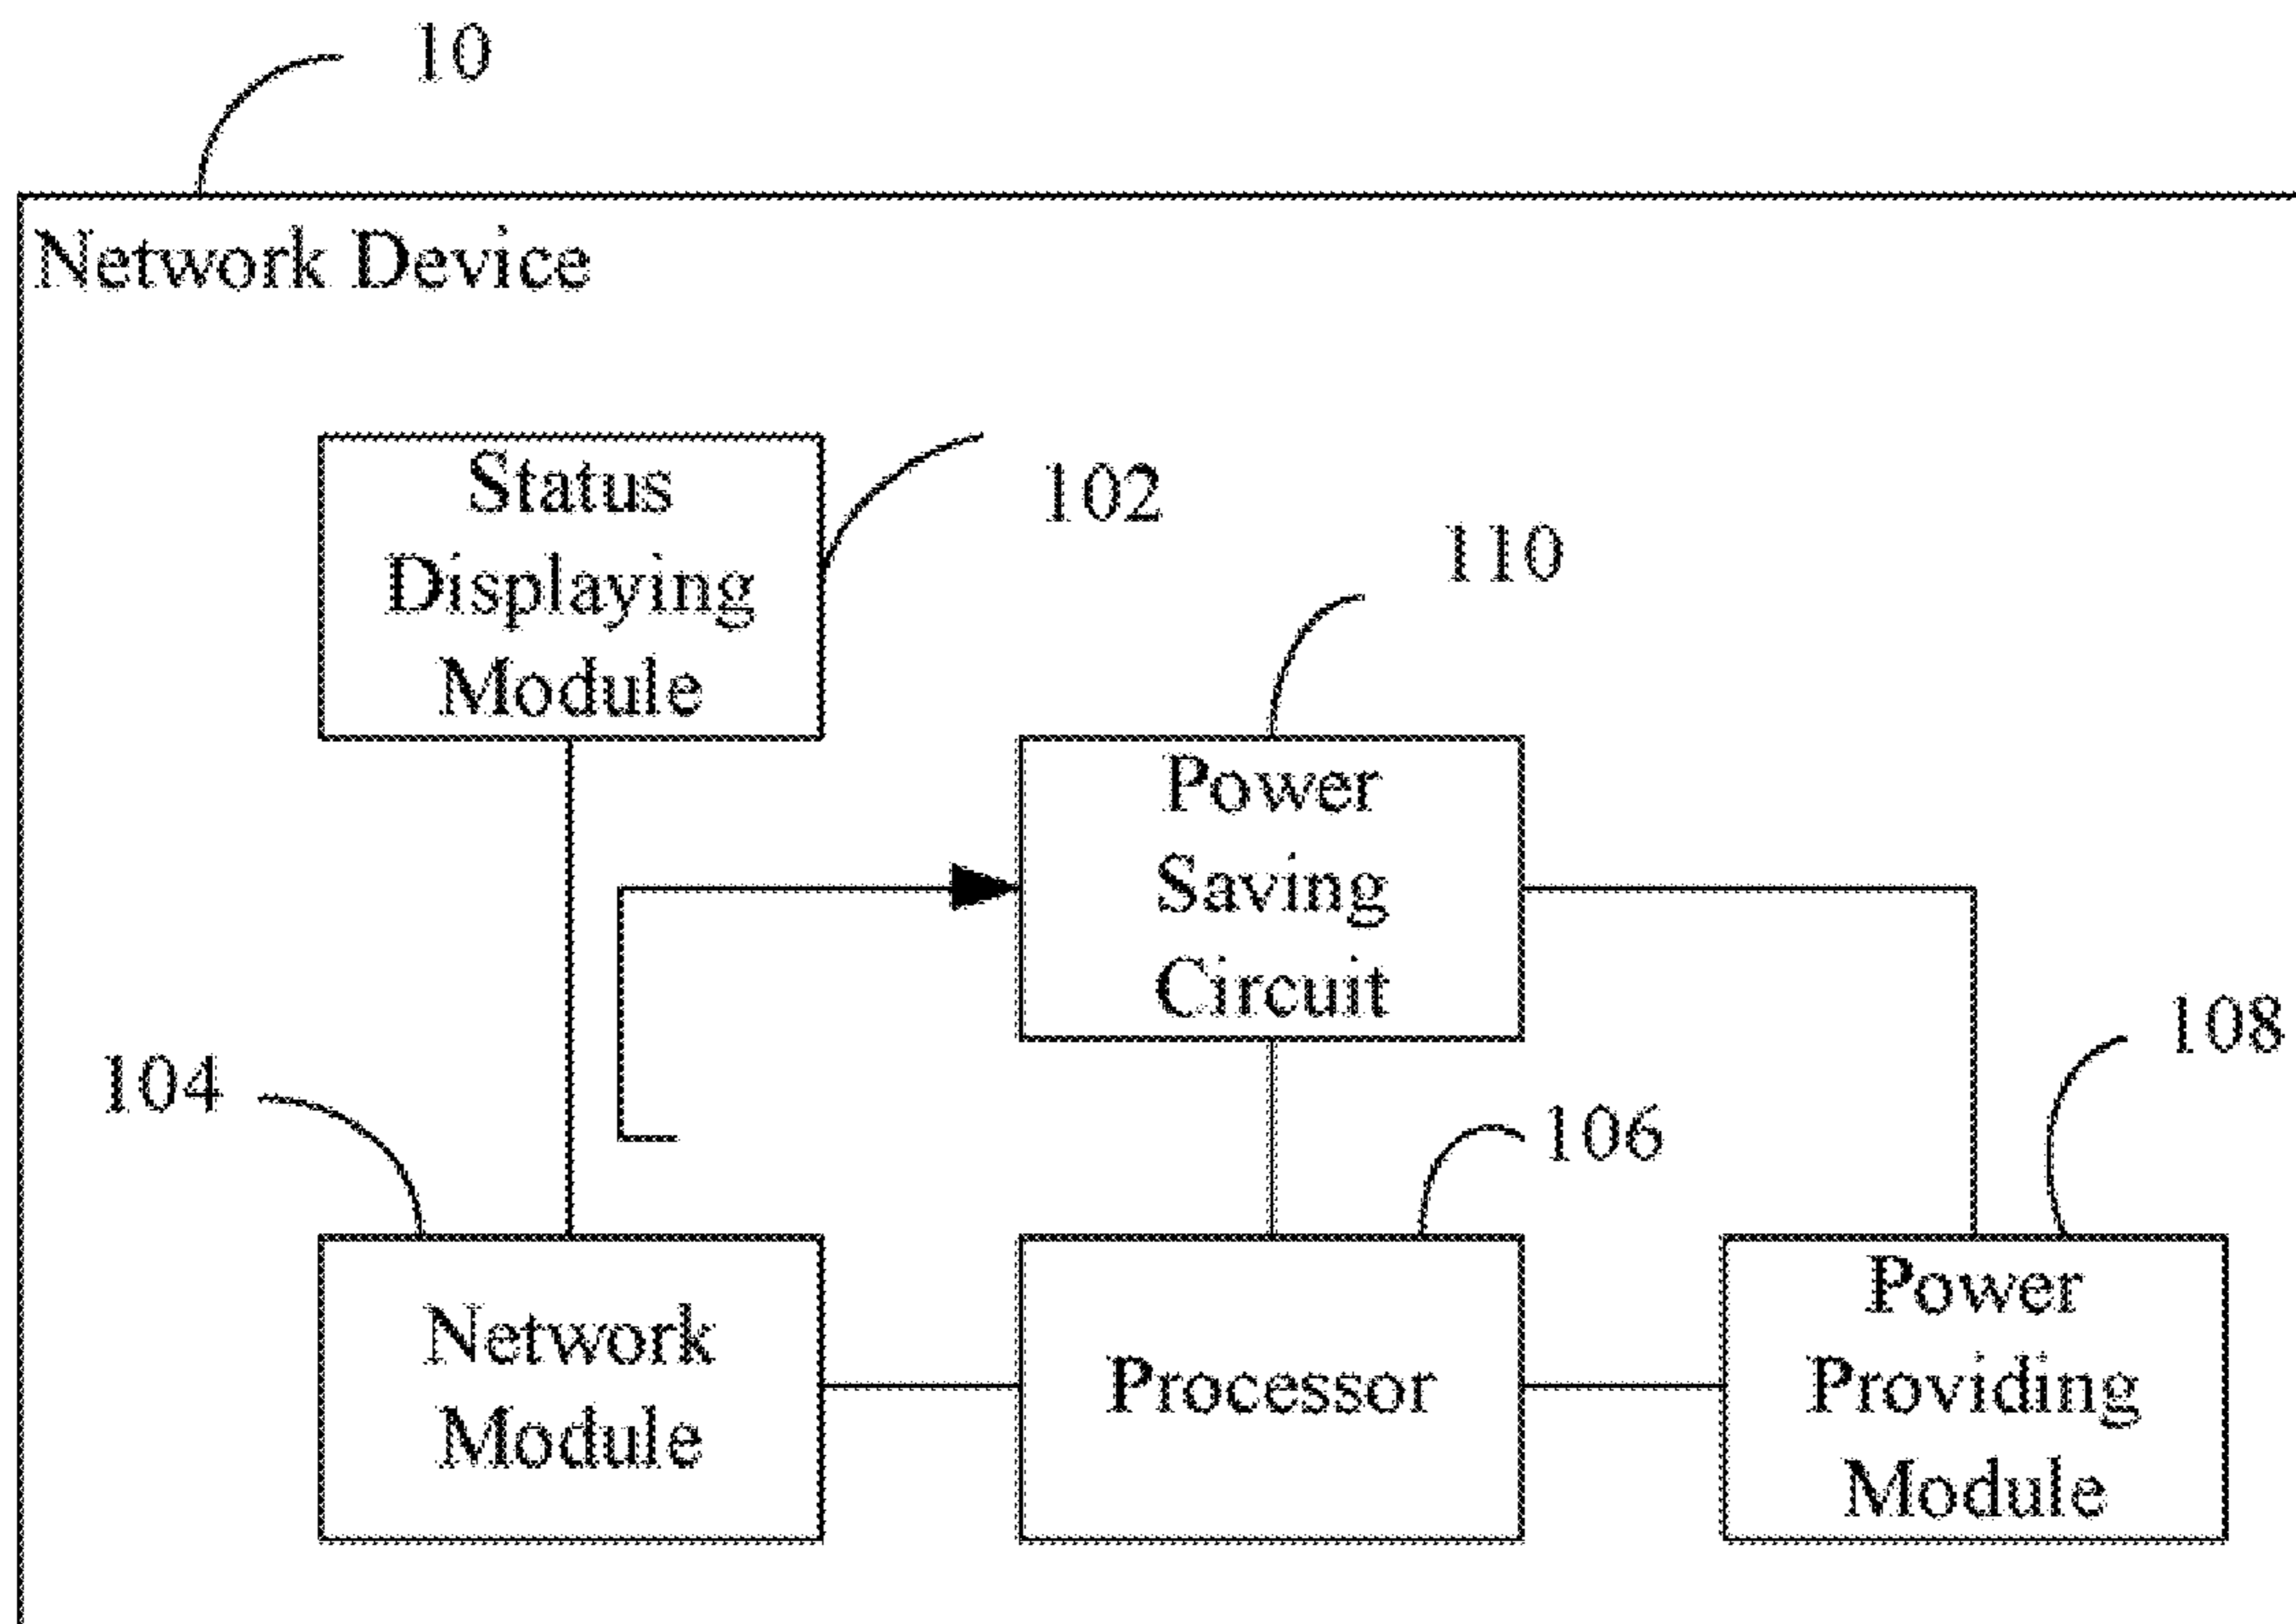 10
Network Device
Status
Displaying
Module
102
110
Power
Saving
Circuit
108
104
106
Network
Module
Processor
Power
Providing
Module